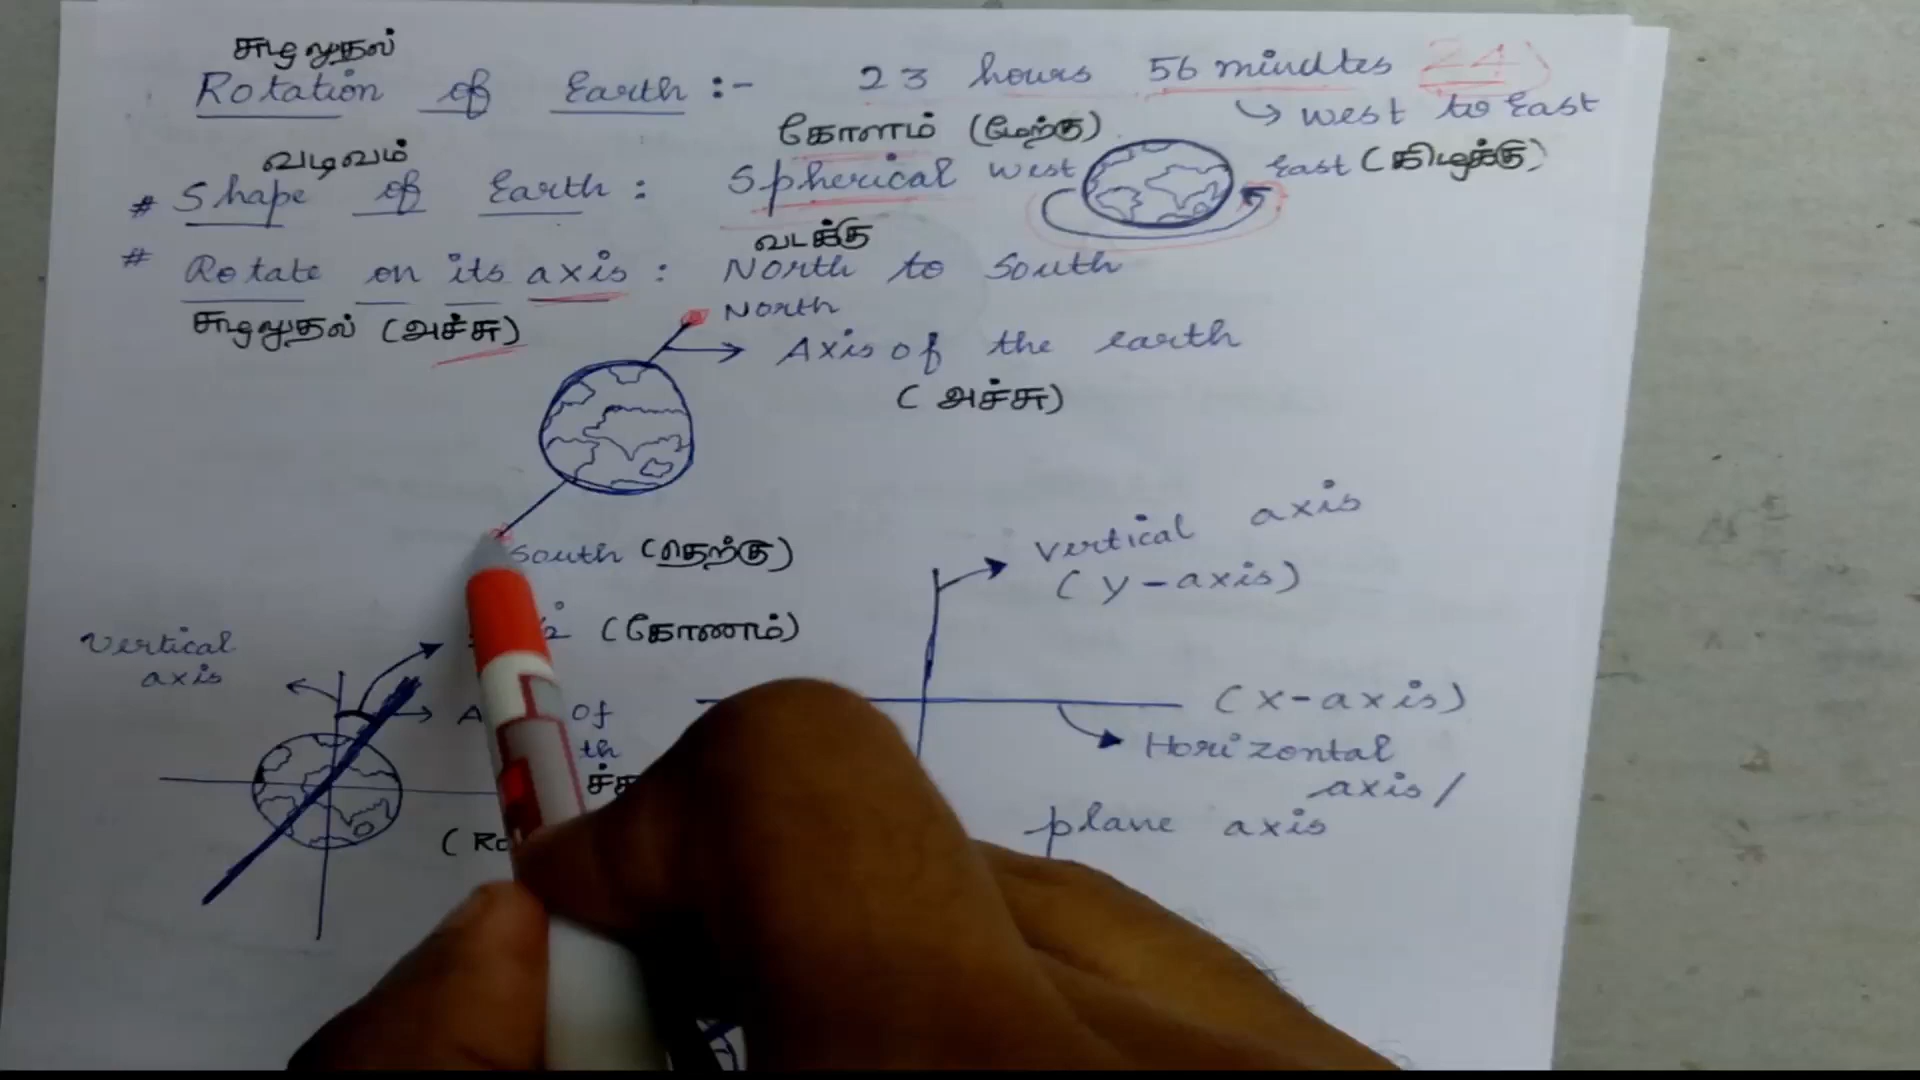 சுழலுதல்
Rotation of Earth :- 23 hours 56 minutes 24
↳ West to East
வடிவம் கோளம் (மேற்கு)
# Shape of Earth : Spherical West East (கிழக்கு)
வடக்கு
# Rotate on its axis : North to South
சுழலுதல் (அச்சு) North
Axis of the earth
(அச்சு)
South (தெற்கு)
Vertical axis
(y-axis)
(கோணம்)
Vertical
axis
(x-axis)
of
Horizontal
axis /
plane axis